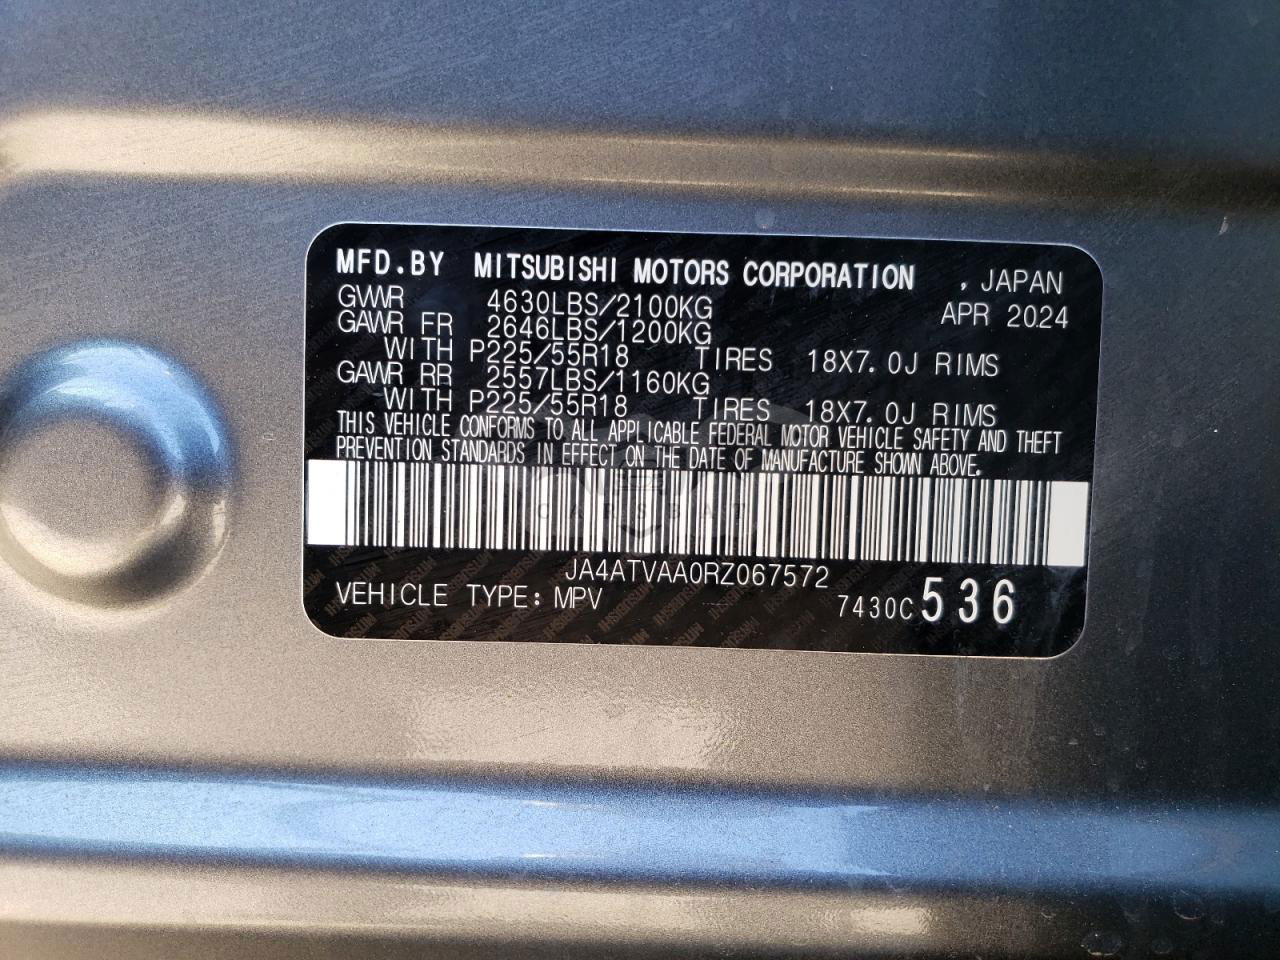 MFD.BY MITSUBISHI MOTORS CORPORATION , JAPAN
GVWR 4630LBS/2100KG APR 2024
GAWR FR 2646LBS/1200KG
WITH P225/55R18 TIRES 18X7.0J RIMS
GAWR RR 2557LBS/1160KG
WITH P225/55R18 TIRES 18X7.0J RIMS
THIS VEHICLE CONFORMS TO ALL APPLICABLE FEDERAL MOTOR VEHICLE SAFETY AND THEFT
PREVENTION STANDARDS IN EFFECT ON THE DATE OF MANUFACTURE SHOWN ABOVE.
JA4ATVAA0RZ067572
VEHICLE TYPE: MPV 7430C 536